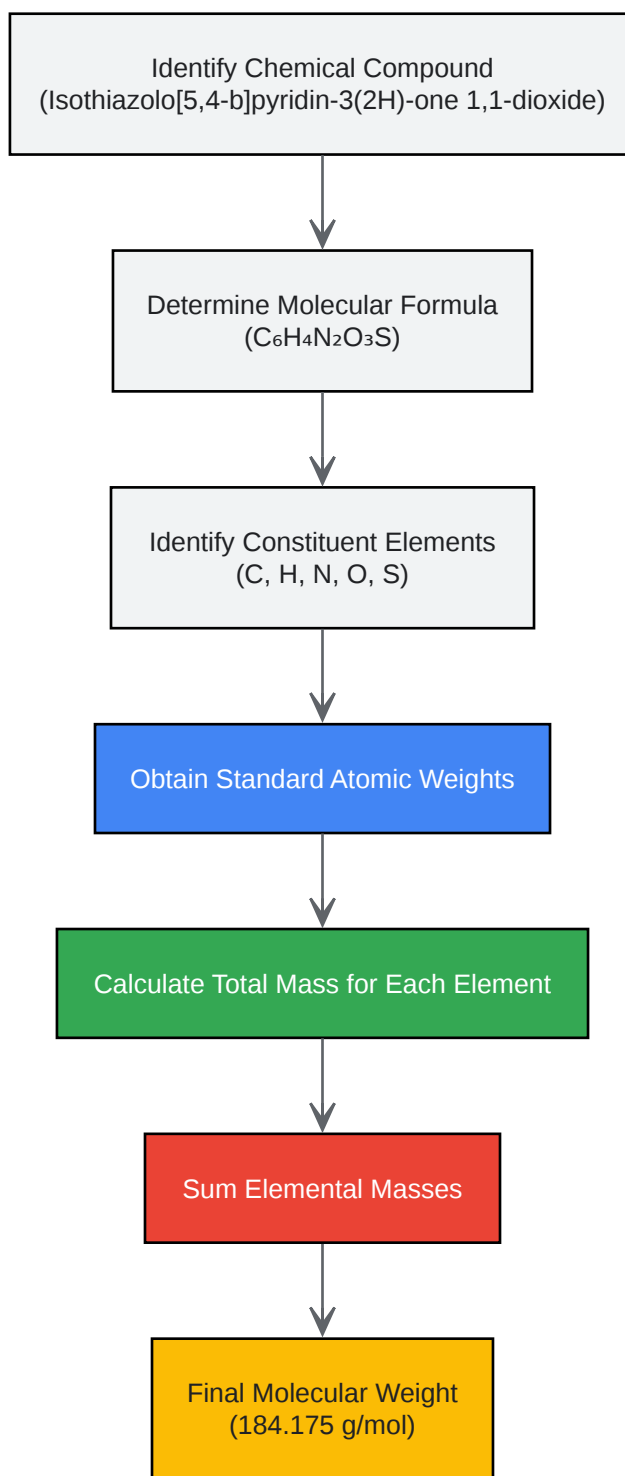 Identify Chemical Compound
(Isothiazolo[5,4-b]pyridin-3(2H)-one 1,1-dioxide)
Determine Molecular Formula
(C₆H₄N₂O₃S)
Identify Constituent Elements
(C, H, N, O, S)
Obtain Standard Atomic Weights
Calculate Total Mass for Each Element
Sum Elemental Masses
Final Molecular Weight
(184.175 g/mol)